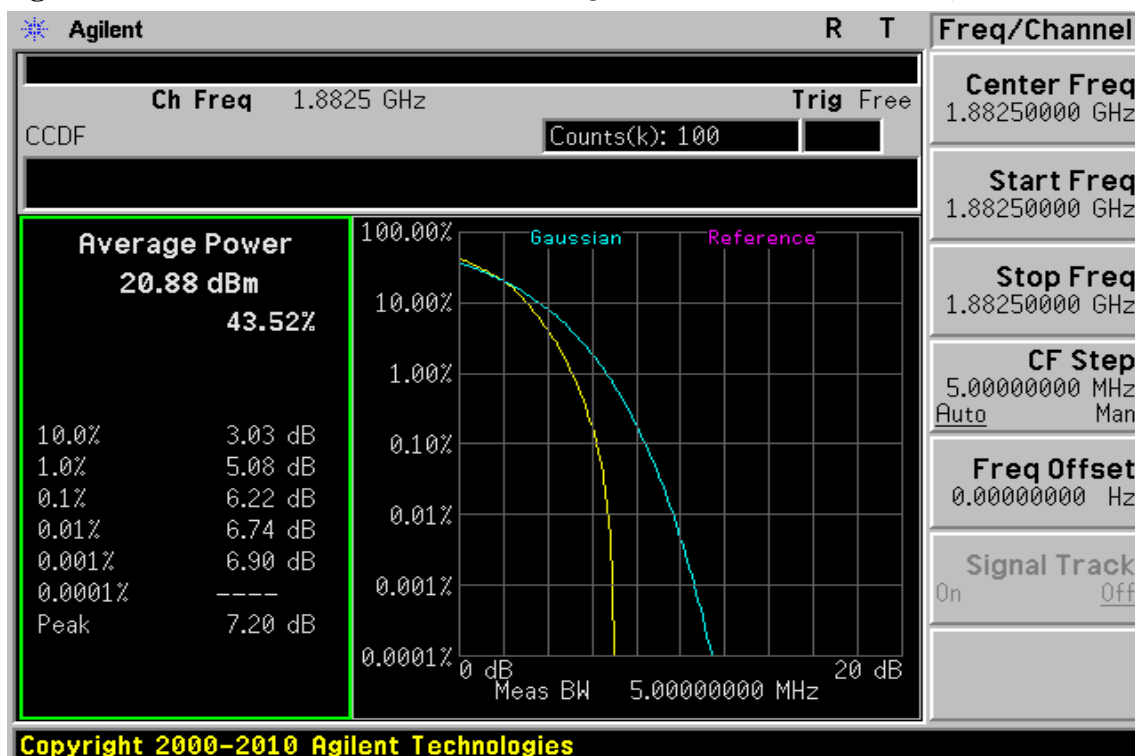 Agilent R T
Ch Freq 1.8825 GHz Trig Free
CCDF Counts(k): 100
Average Power
20.88 dBm
43.52%
10.0% 3.03 dB
1.0% 5.08 dB
0.1% 6.22 dB
0.01% 6.74 dB
0.001% 6.90 dB
0.0001% ----
Peak 7.20 dB
Gaussian Reference
100.00%
10.00%
1.00%
0.10%
0.01%
0.001%
0.0001%
0 dB 20 dB
Meas BW 5.00000000 MHz
Freq/Channel
Center Freq
1.88250000 GHz
Start Freq
1.88250000 GHz
Stop Freq
1.88250000 GHz
CF Step
5.00000000 MHz
Auto Man
Freq Offset
0.00000000 Hz
Signal Track
On Off
Copyright 2000-2010 Agilent Technologies